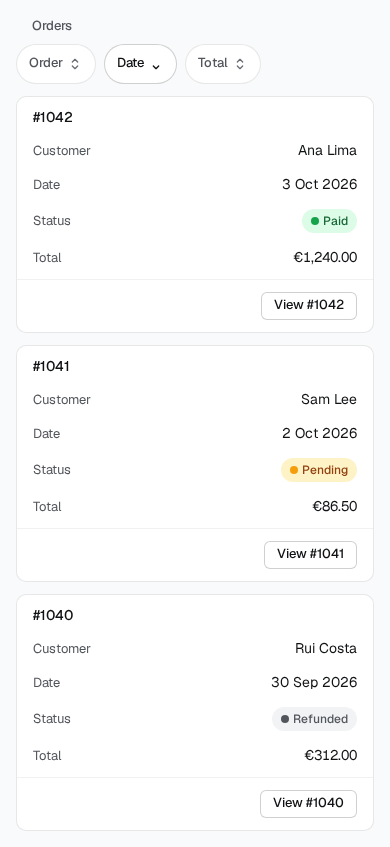 Orders
Order Date Total
#1042
Customer Ana Lima
Date 3 Oct 2026
Status Paid
Total €1,240.00
View #1042
#1041
Customer Sam Lee
Date 2 Oct 2026
Status Pending
Total €86.50
View #1041
#1040
Customer Rui Costa
Date 30 Sep 2026
Status Refunded
Total €312.00
View #1040